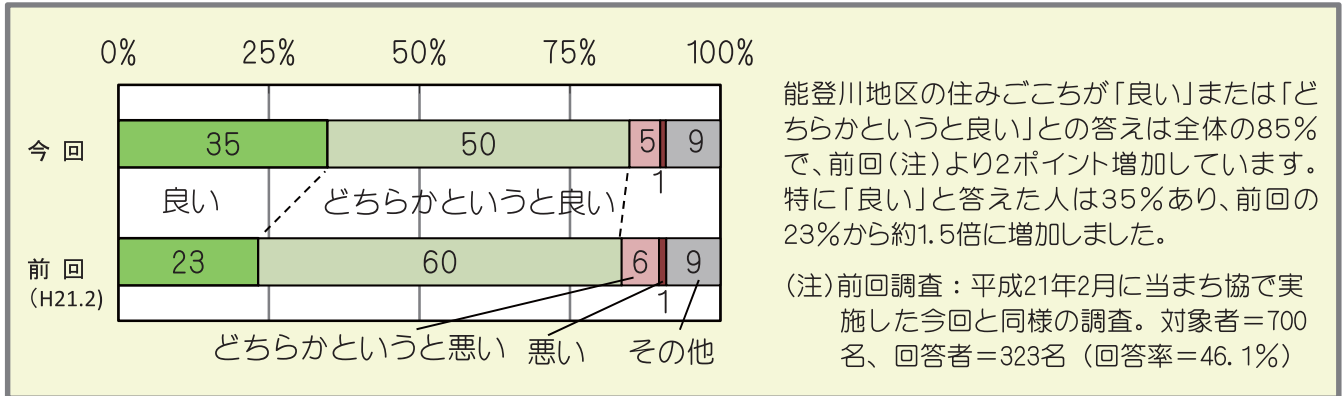 0% 25% 50% 75% 100%
今 回 35 50 5 1 9
良い どちらかというと良い
前 回 23 60 6 1 9
(H21.2)
どちらかというと悪い 悪い その他
能登川地区の住みごこちが「良い」または「ど
ちらかというと良い」との答えは全体の85%
で、前回(注)より2ポイント増加しています。
特に「良い」と答えた人は35%あり、前回の
23%から約1.5倍に増加しました。
(注)前回調査:平成21年2月に当まち協で実
施した今回と同様の調査。対象者=700
名、回答者=323名(回答率=46.1%)